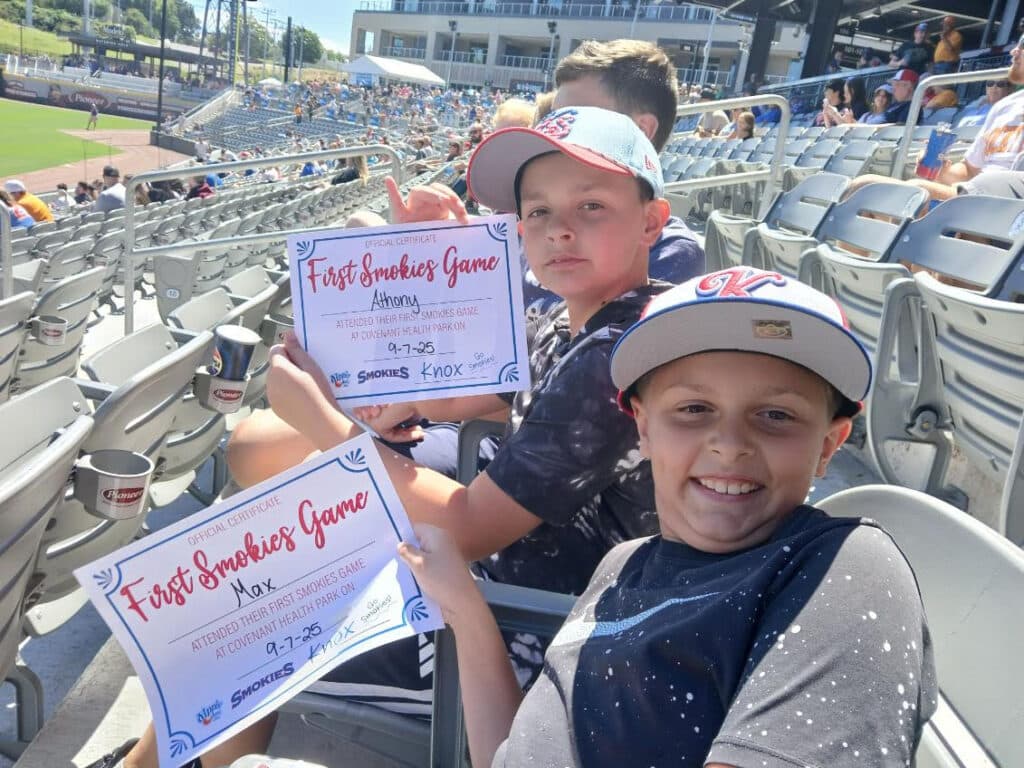 OFFICIAL CERTIFICATE
First Smokies Game
Athony
ATTENDED THEIR FIRST SMOKIES GAME
AT COVENANT HEALTH PARK ON
9-7-25
SMOKIES
Knox
Go
Smokies!
OFFICIAL CERTIFICATE
First Smokies Game
Max
ATTENDED THEIR FIRST SMOKIES GAME
AT COVENANT HEALTH PARK ON
9-7-25
SMOKIES
Knox
Go
Smokies!
K
Pioneer
Pioneer